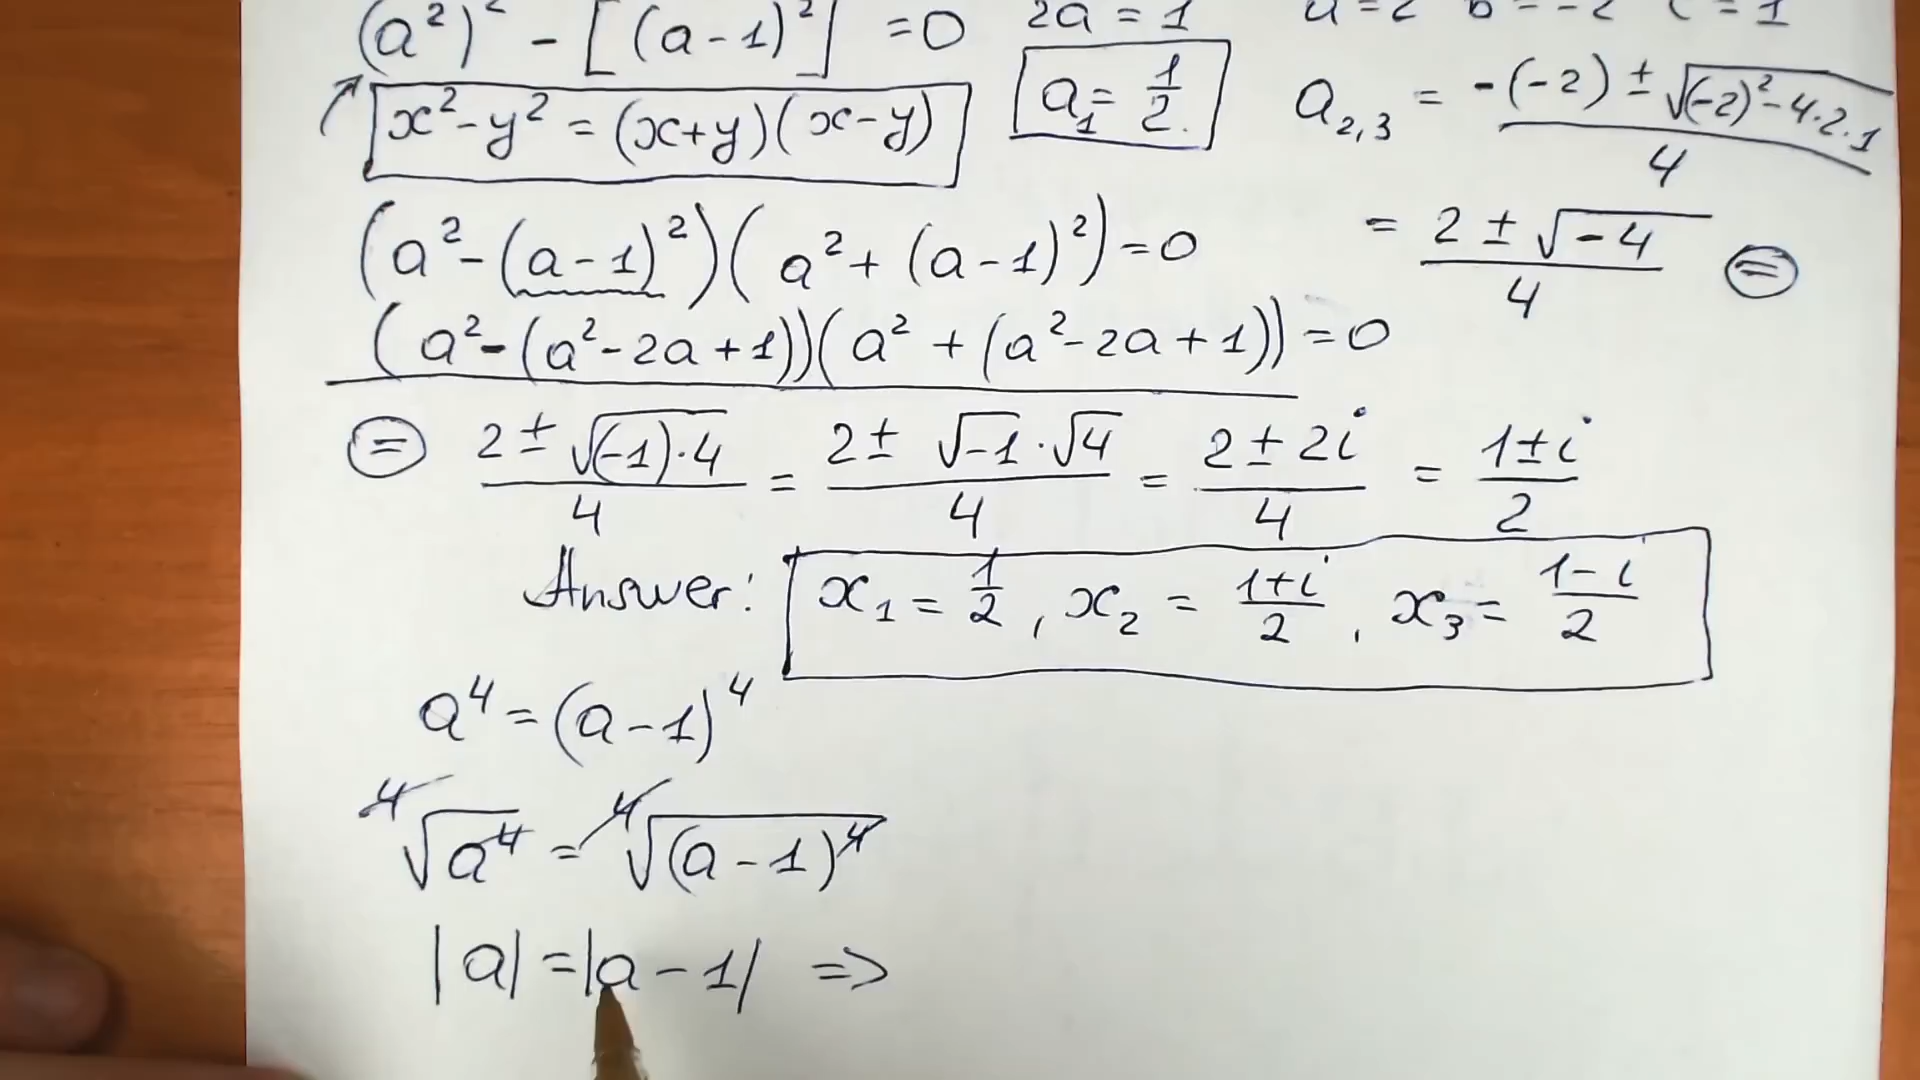 (a²)² - [(a-1)²]² = 0 2a = 1 a = 2 b = -2 c = 1
x² - y² = (x+y)(x-y) a₁ = 1/2. a₂,₃ = (-(-2) ± √((-2)² - 4·2·1))/4
(a² - (a-1)²)(a² + (a-1)²) = 0 = (2 ± √-4)/4 ⊜
(a² - (a² - 2a + 1))(a² + (a² - 2a + 1)) = 0
⊜ (2 ± √((-1)·4))/4 = (2 ± √-1·√4)/4 = (2 ± 2i)/4 = (1 ± i)/2
Answer: x₁ = 1/2, x₂ = (1+i)/2, x₃ = (1-i)/2
a⁴ = (a-1)⁴
⁴√a⁴ = ⁴√(a-1)⁴
|a| = |a-1| =>